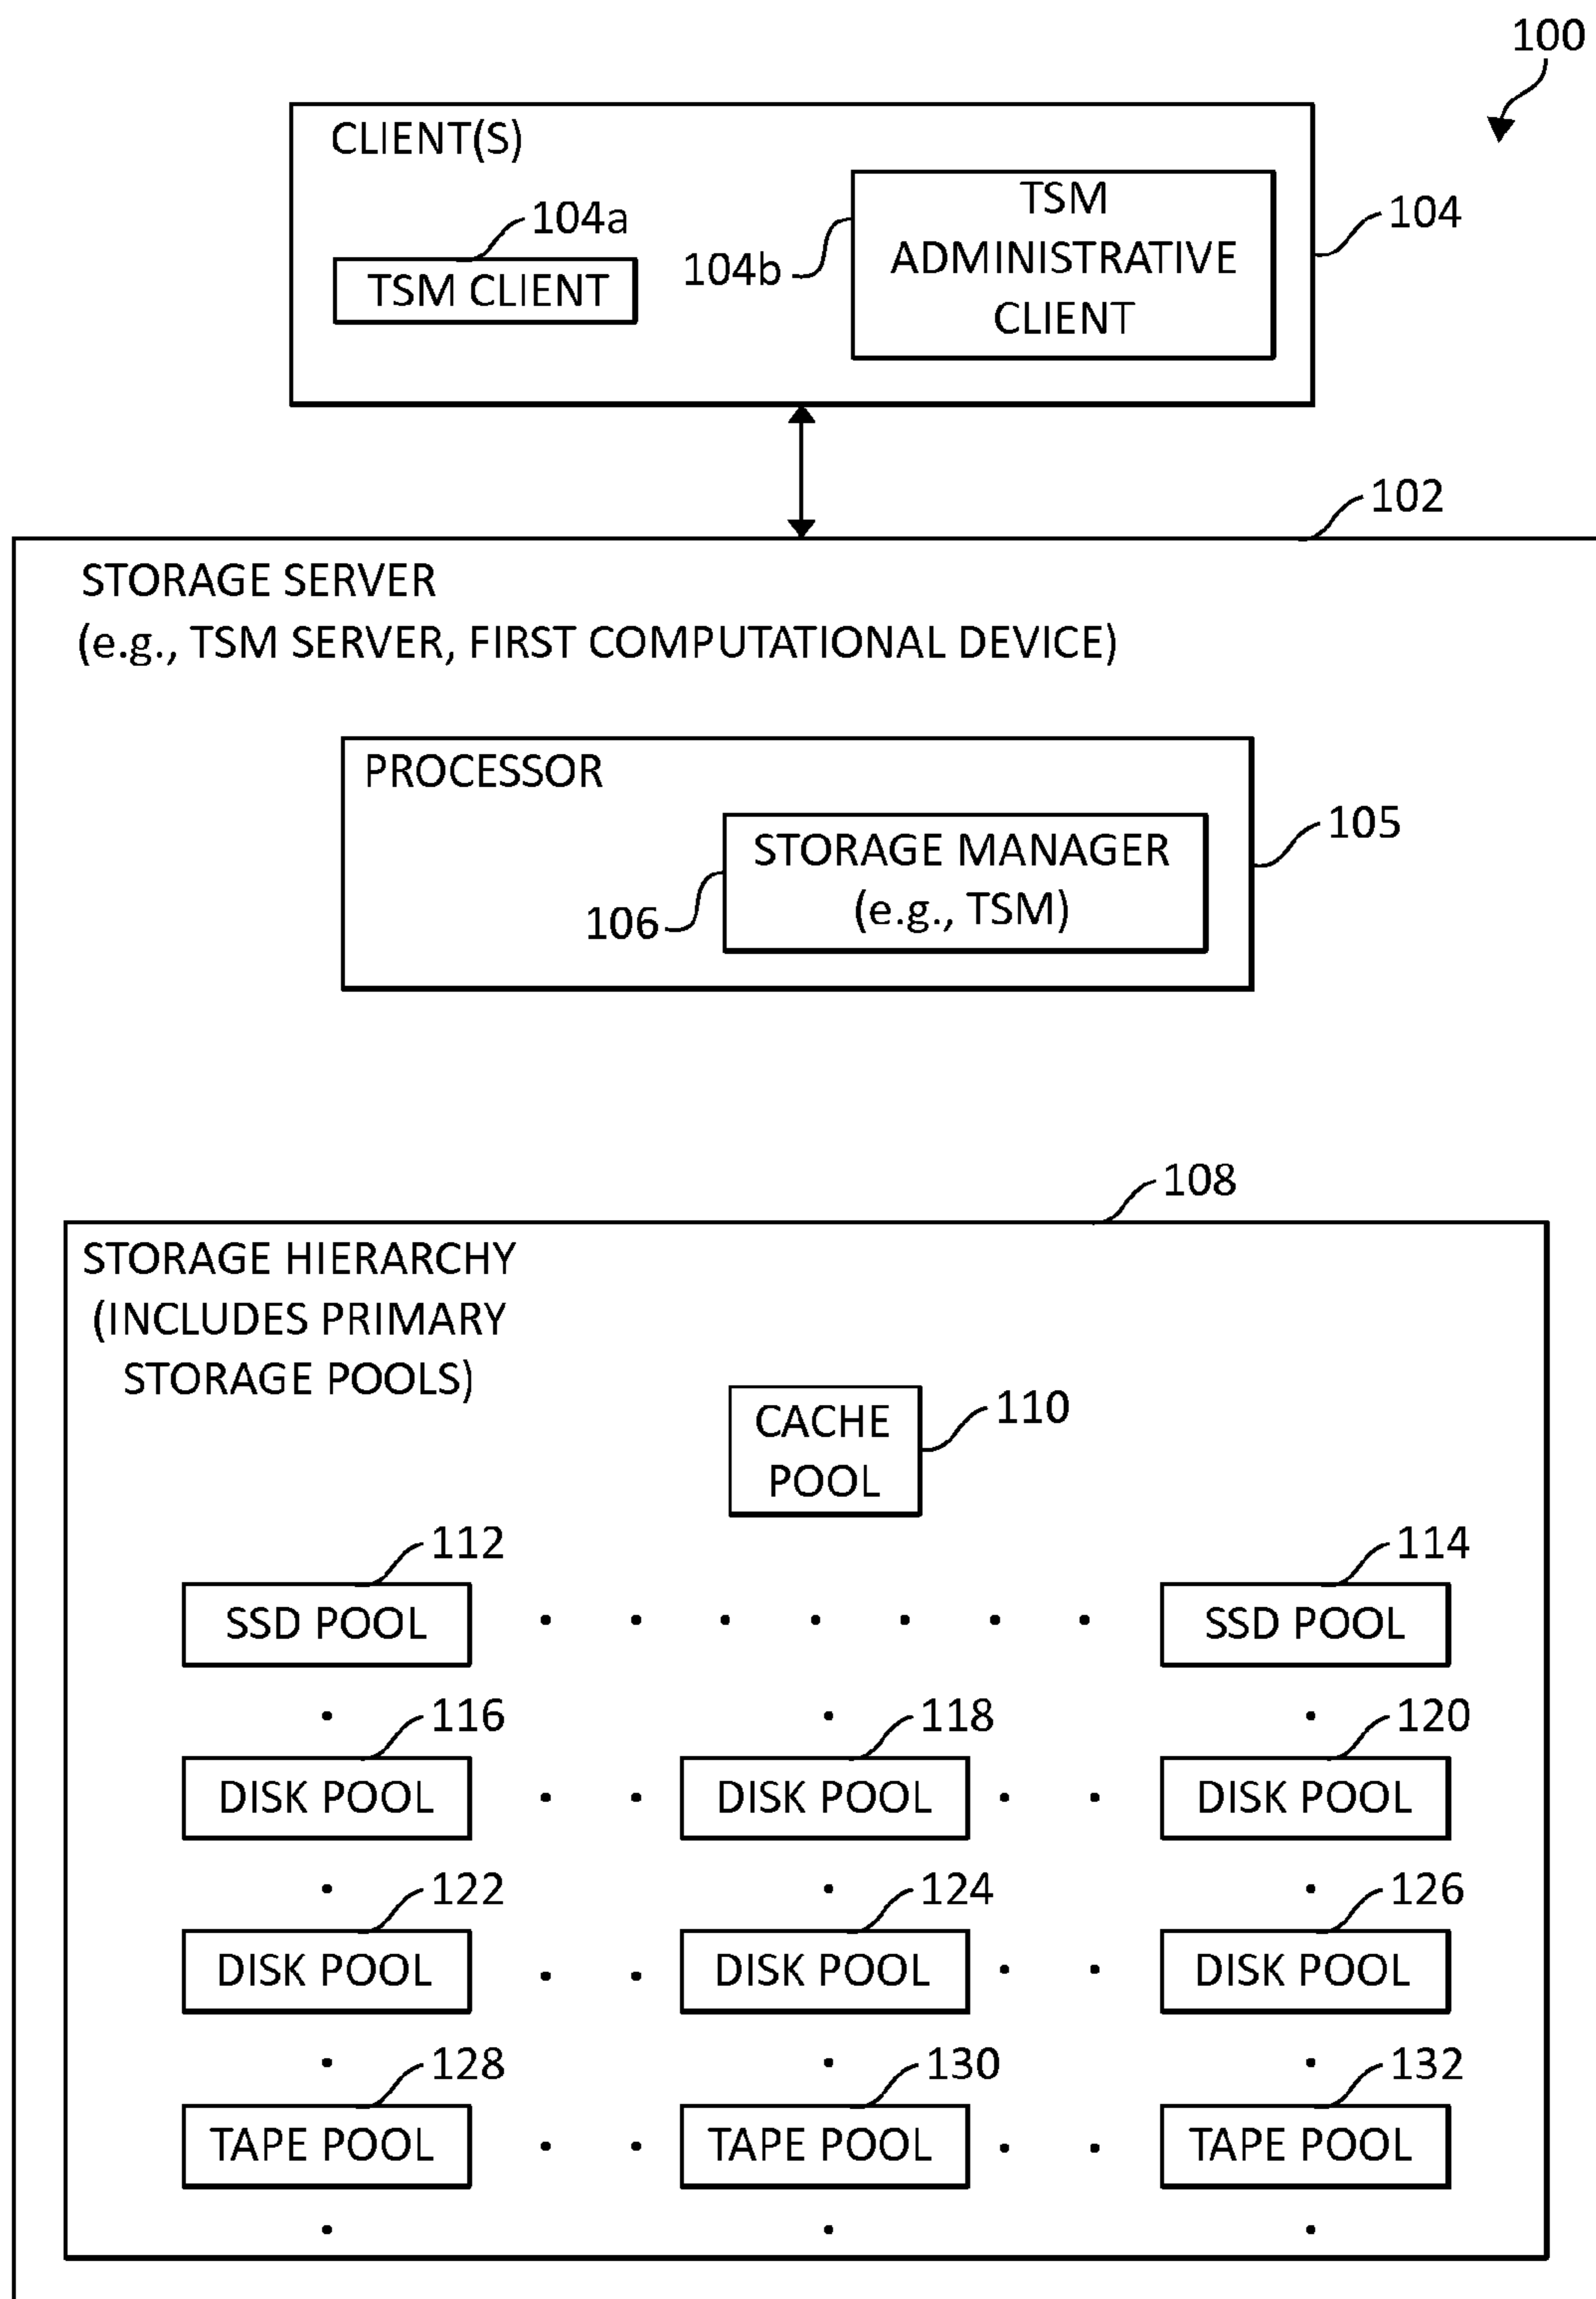 100
CLIENT(S)
104a
TSM CLIENT
104b
TSM
ADMINISTRATIVE
CLIENT
104
102
STORAGE SERVER
(e.g., TSM SERVER, FIRST COMPUTATIONAL DEVICE)
PROCESSOR
105
STORAGE MANAGER
(e.g., TSM)
106
108
STORAGE HIERARCHY
(INCLUDES PRIMARY
STORAGE POOLS)
CACHE
POOL
110
112
114
SSD POOL
SSD POOL
116
118
120
DISK POOL
DISK POOL
DISK POOL
122
124
126
DISK POOL
DISK POOL
DISK POOL
128
130
132
TAPE POOL
TAPE POOL
TAPE POOL